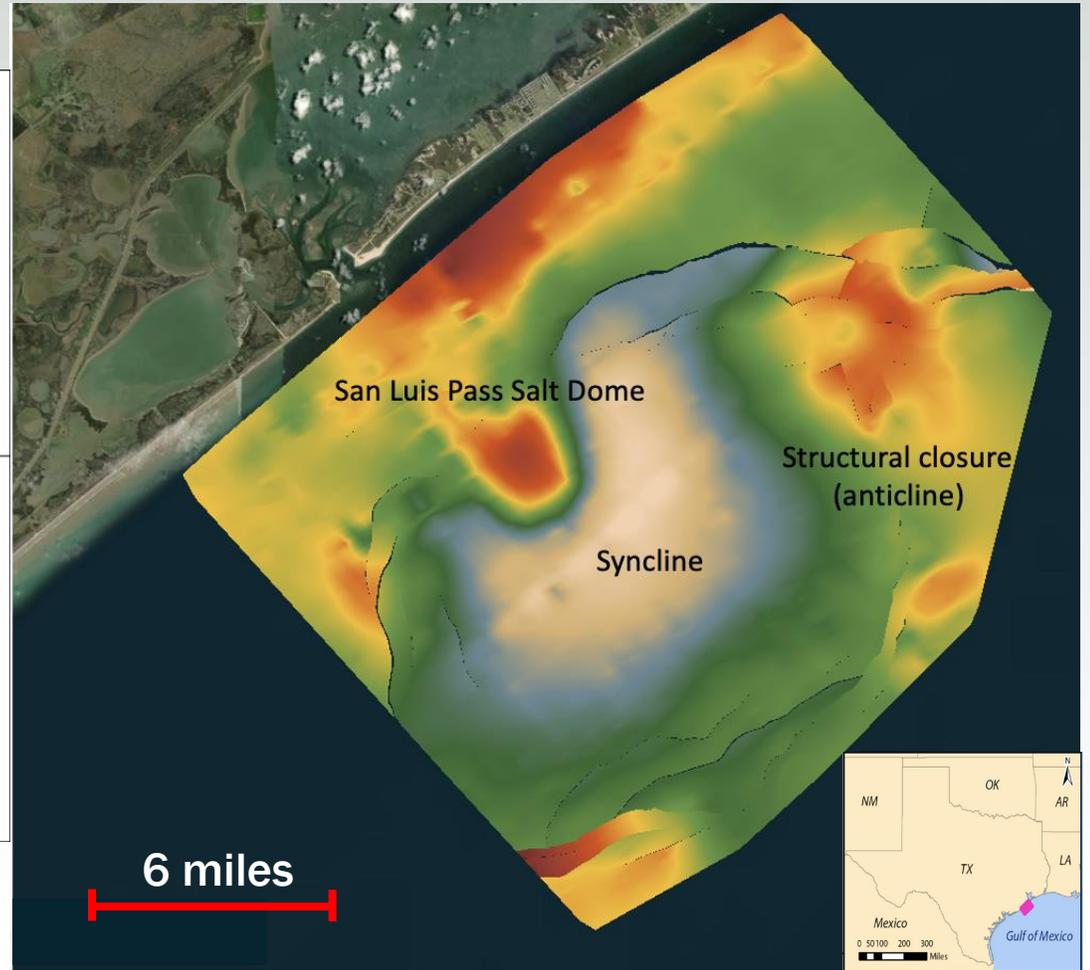 San Luis Pass Salt Dome
Structural closure
(anticline)
Syncline
6 miles
N
NM
OK
AR
TX
LA
Mexico
Gulf of Mexico
0 50 100 200 300
Miles